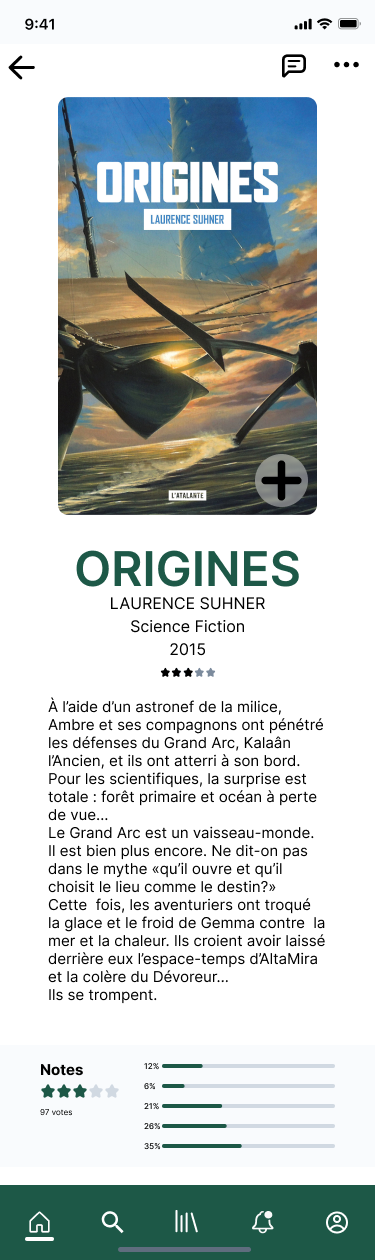 9:41
ORIGINES
LAURENCE SUHNER
L'ATALANTE
ORIGINES
LAURENCE SUHNER
Science Fiction
2015
À l’aide d’un astronef de la milice,
Ambre et ses compagnons ont pénétré
les défenses du Grand Arc, Kalaân
l’Ancien, et ils ont atterri à son bord.
Pour les scientifiques, la surprise est
totale : forêt primaire et océan à perte
de vue…
Le Grand Arc est un vaisseau-monde.
Il est bien plus encore. Ne dit-on pas
dans le mythe «qu’il ouvre et qu’il
choisit le lieu comme le destin?»
Cette  fois, les aventuriers ont troqué
la glace et le froid de Gemma contre  la
mer et la chaleur. Ils croient avoir laissé
derrière eux l’espace-temps d’AltaMira
et la colère du Dévoreur…
Ils se trompent.
Notes
97 votes
12%
6%
21%
26%
35%